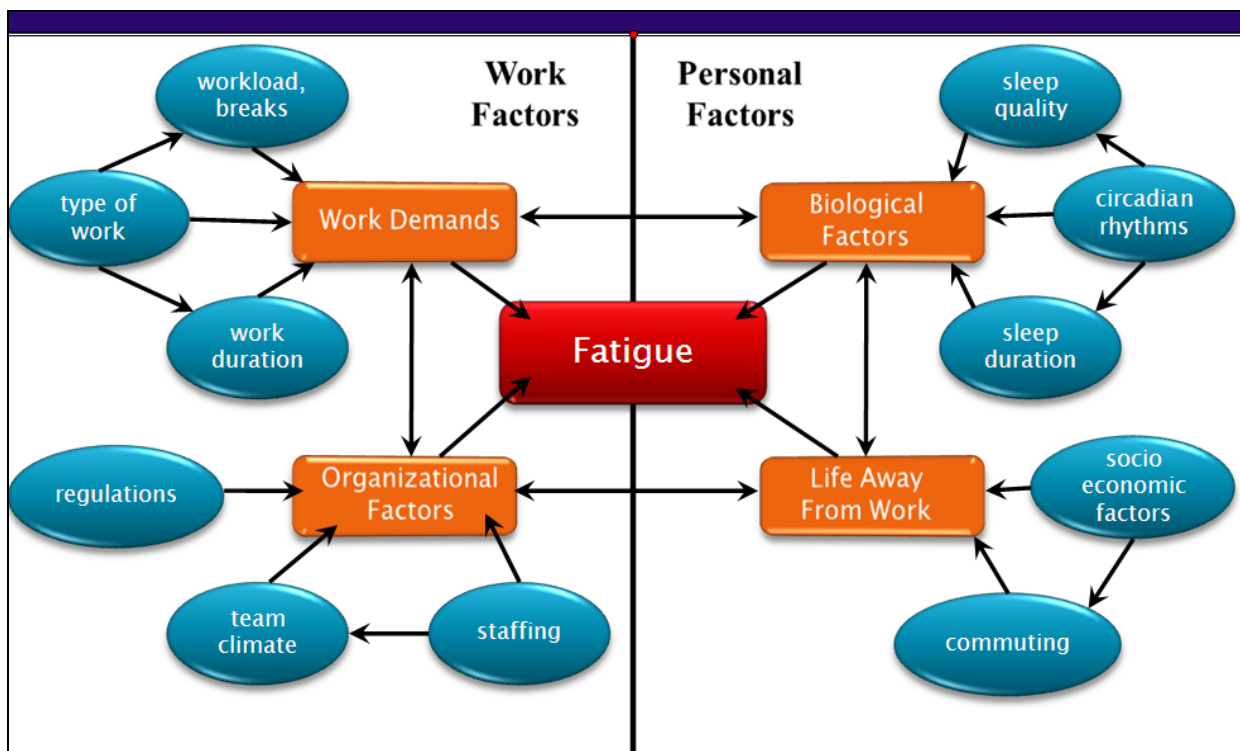 Work
Factors
Personal
Factors
workload,
breaks
type of
work
work
duration
Work Demands
sleep
quality
circadian
rhythms
sleep
duration
Biological
Factors
Fatigue
regulations
Organizational
Factors
team
climate
staffing
Life Away
From Work
socio
economic
factors
commuting